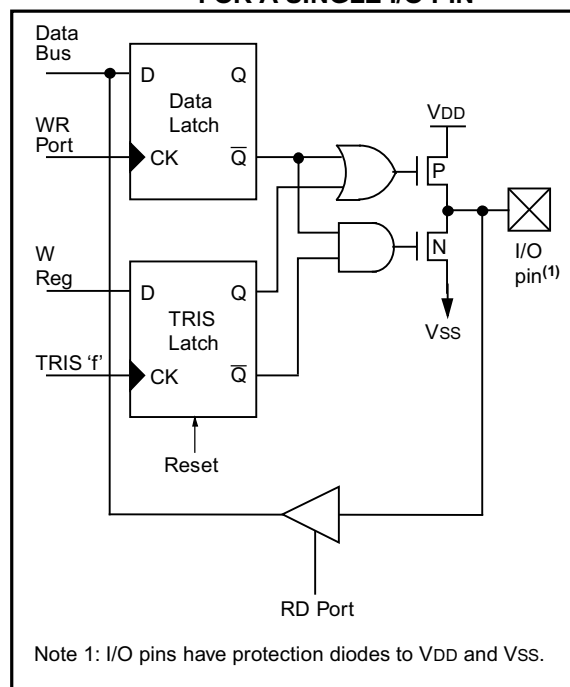 FOR A SINGLE I/O PIN
Data
Bus
D
Q
Data
Latch
WR
Port
CK
Q
VDD
P
N
I/O
pin(1)
VSS
W
Reg
D
Q
TRIS
Latch
TRIS ‘f’
CK
Q
Reset
RD Port
Note 1: I/O pins have protection diodes to VDD and VSS.